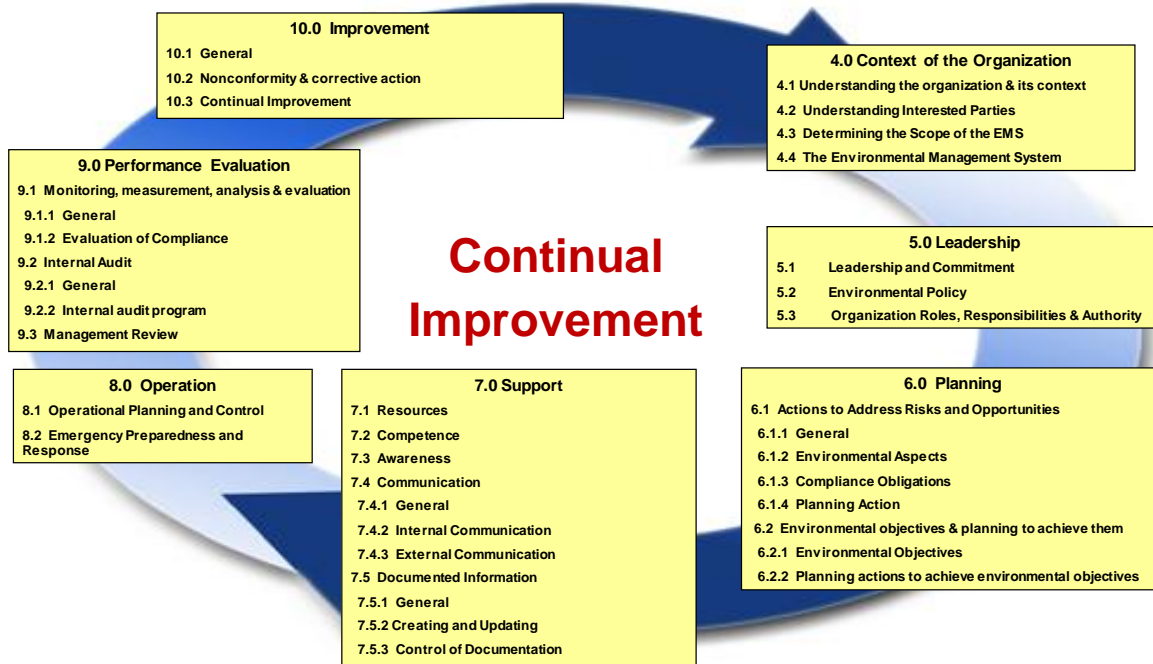 10.0 Improvement
10.1 General
10.2 Nonconformity & corrective action
10.3 Continual Improvement
4.0 Context of the Organization
4.1 Understanding the organization & its context
4.2 Understanding Interested Parties
4.3 Determining the Scope of the EMS
4.4 The Environmental Management System
9.0 Performance Evaluation
9.1 Monitoring, measurement, analysis & evaluation
9.1.1 General
9.1.2 Evaluation of Compliance
9.2 Internal Audit
9.2.1 General
9.2.2 Internal audit program
9.3 Management Review
Continual
Improvement
5.0 Leadership
5.1 Leadership and Commitment
5.2 Environmental Policy
5.3 Organization Roles, Responsibilities & Authority
8.0 Operation
8.1 Operational Planning and Control
8.2 Emergency Preparedness and
Response
7.0 Support
7.1 Resources
7.2 Competence
7.3 Awareness
7.4 Communication
7.4.1 General
7.4.2 Internal Communication
7.4.3 External Communication
7.5 Documented Information
7.5.1 General
7.5.2 Creating and Updating
7.5.3 Control of Documentation
6.0 Planning
6.1 Actions to Address Risks and Opportunities
6.1.1 General
6.1.2 Environmental Aspects
6.1.3 Compliance Obligations
6.1.4 Planning Action
6.2 Environmental objectives & planning to achieve them
6.2.1 Environmental Objectives
6.2.2 Planning actions to achieve environmental objectives